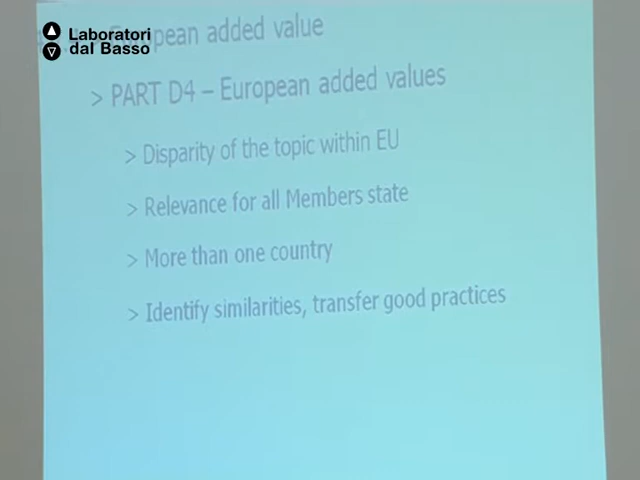 Laboratori
dal Basso
pean added value
> PART D4 – European added values
> Disparity of the topic within EU
> Relevance for all Members state
> More than one country
> Identify similarities, transfer good practices